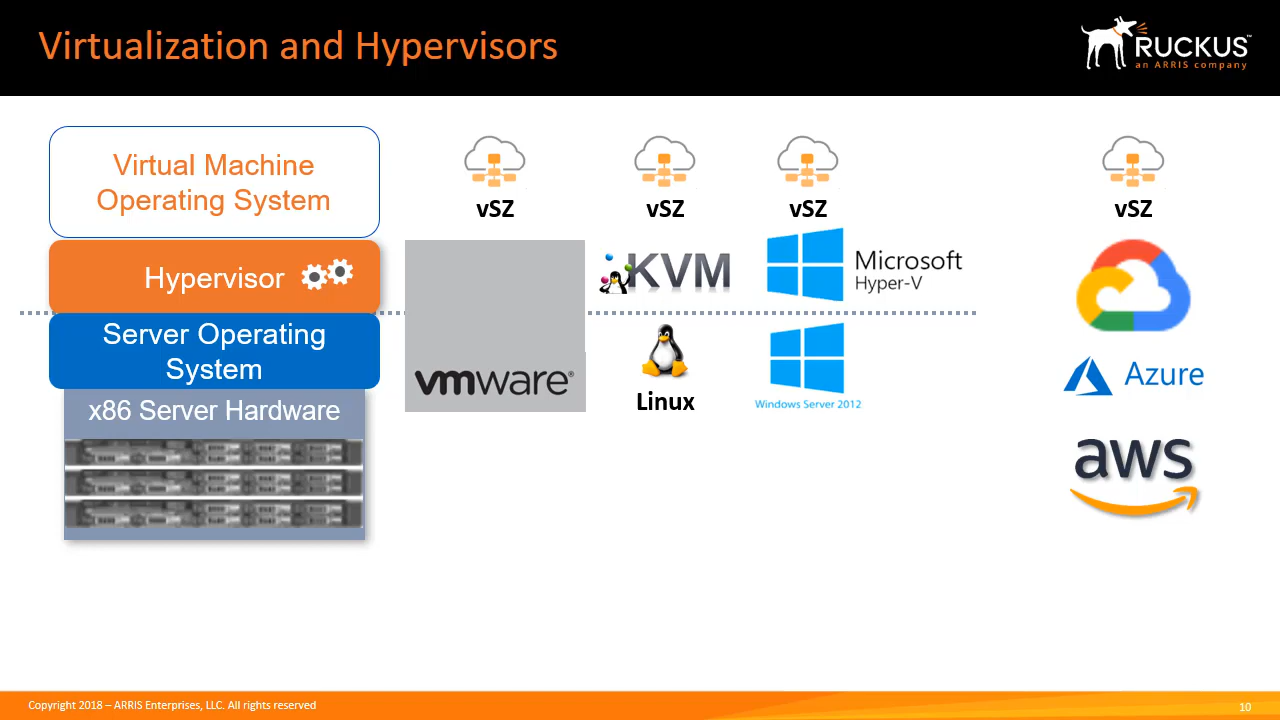 Virtualization and Hypervisors
RUCKUS™
an ARRIS company
Virtual Machine
Operating System
vSZ
vSZ
vSZ
vSZ
Hypervisor
KVM
Microsoft
Hyper-V
Server Operating
System
x86 Server Hardware
vmware®
Linux
Windows Server 2012
Azure
aws
Copyright 2018 – ARRIS Enterprises, LLC. All rights reserved
10